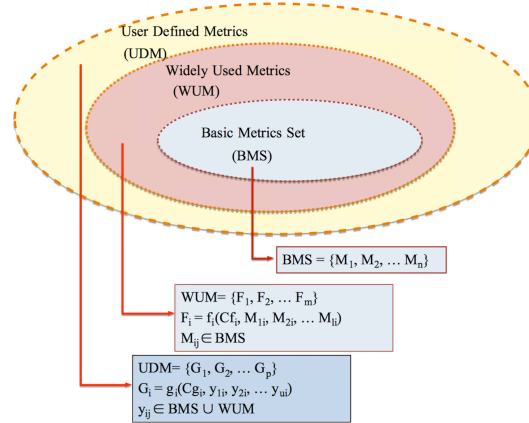 User Defined Metrics
(UDM)
Widely Used Metrics
(WUM)
Basic Metrics Set
(BMS)
BMS = {M₁, M₂, … Mₙ}
WUM= {F₁, F₂, … Fₘ}
Fᵢ = fᵢ(Cfᵢ, M₁ᵢ, M₂ᵢ, … Mₗᵢ)
Mᵢⱼ ∈ BMS
UDM= {G₁, G₂, … Gₚ}
Gᵢ = gᵢ(Cgᵢ, y₁ᵢ, y₂ᵢ, … yᵤᵢ)
yᵢⱼ ∈ BMS ∪ WUM